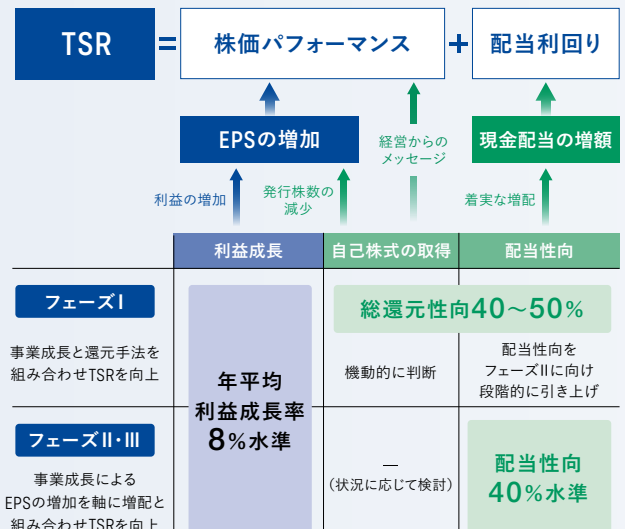 TSR = 株価パフォーマンス + 配当利回り
EPSの増加
経営からの
メッセージ
現金配当の増額
利益の増加
発行株数の
減少
着実な増配
利益成長
自己株式の取得
配当性向
フェーズⅠ
事業成長と還元手法を
組み合わせTSRを向上
年平均
利益成長率
8%水準
総還元性向40～50%
機動的に判断
配当性向を
フェーズⅡに向け
段階的に引き上げ
フェーズⅡ・Ⅲ
事業成長による
EPSの増加を軸に増配と
組み合わせTSRを向上
―
（状況に応じて検討）
配当性向
40%水準